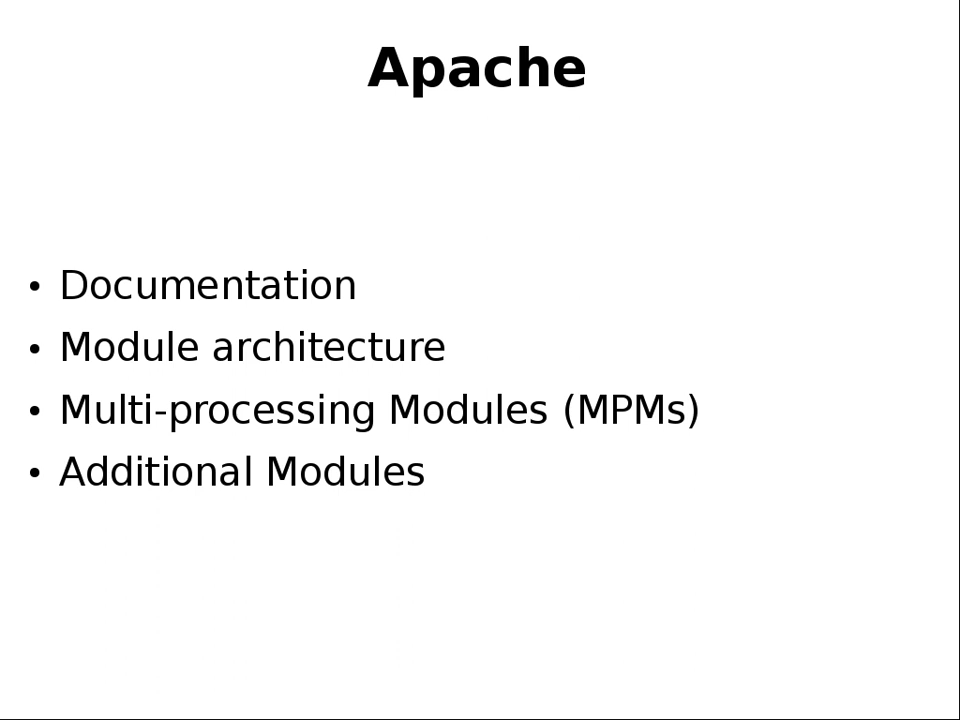 Apache
• Documentation
• Module architecture
• Multi-processing Modules (MPMs)
• Additional Modules